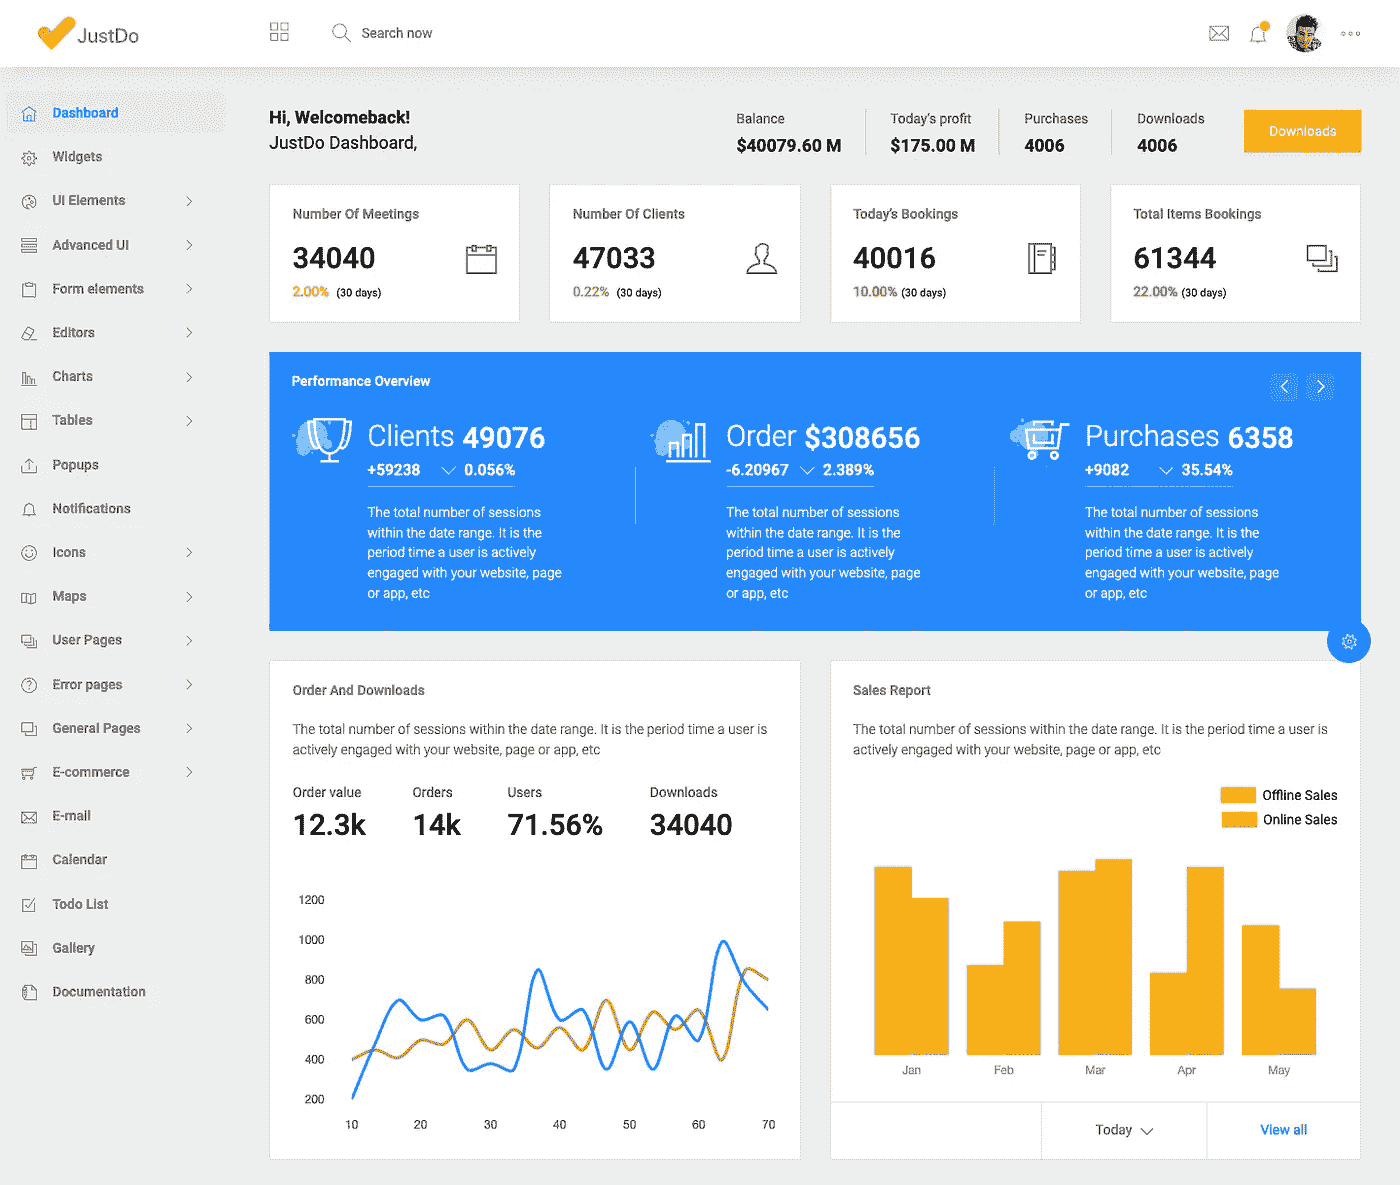 JustDo
Search now
Dashboard
Widgets
UI Elements
Advanced UI
Form elements
Editors
Charts
Tables
Popups
Notifications
Icons
Maps
User Pages
Error pages
General Pages
E-commerce
E-mail
Calendar
Todo List
Gallery
Documentation
Hi, Welcomeback!
JustDo Dashboard,
Balance
$40079.60 M
Today's profit
$175.00 M
Purchases
4006
Downloads
4006
Downloads
Number Of Meetings
34040
2.00% (30 days)
Number Of Clients
47033
0.22% (30 days)
Today's Bookings
40016
10.00% (30 days)
Total Items Bookings
61344
22.00% (30 days)
Performance Overview
Clients 49076
+59238 0.056%
The total number of sessions
within the date range. It is the
period time a user is actively
engaged with your website, page
or app, etc
Order $308656
-6.20967 2.389%
The total number of sessions
within the date range. It is the
period time a user is actively
engaged with your website, page
or app, etc
Purchases 6358
+9082 35.54%
The total number of sessions
within the date range. It is the
period time a user is actively
engaged with your website, page
or app, etc
Order And Downloads
The total number of sessions within the date range. It is the period time a user is
actively engaged with your website, page or app, etc
Order value
12.3k
Orders
14k
Users
71.56%
Downloads
34040
1200
1000
800
600
400
200
10 20 30 40 50 60 70
Sales Report
The total number of sessions within the date range. It is the period time a user is
actively engaged with your website, page or app, etc
Offline Sales
Online Sales
Jan Feb Mar Apr May
Today
View all